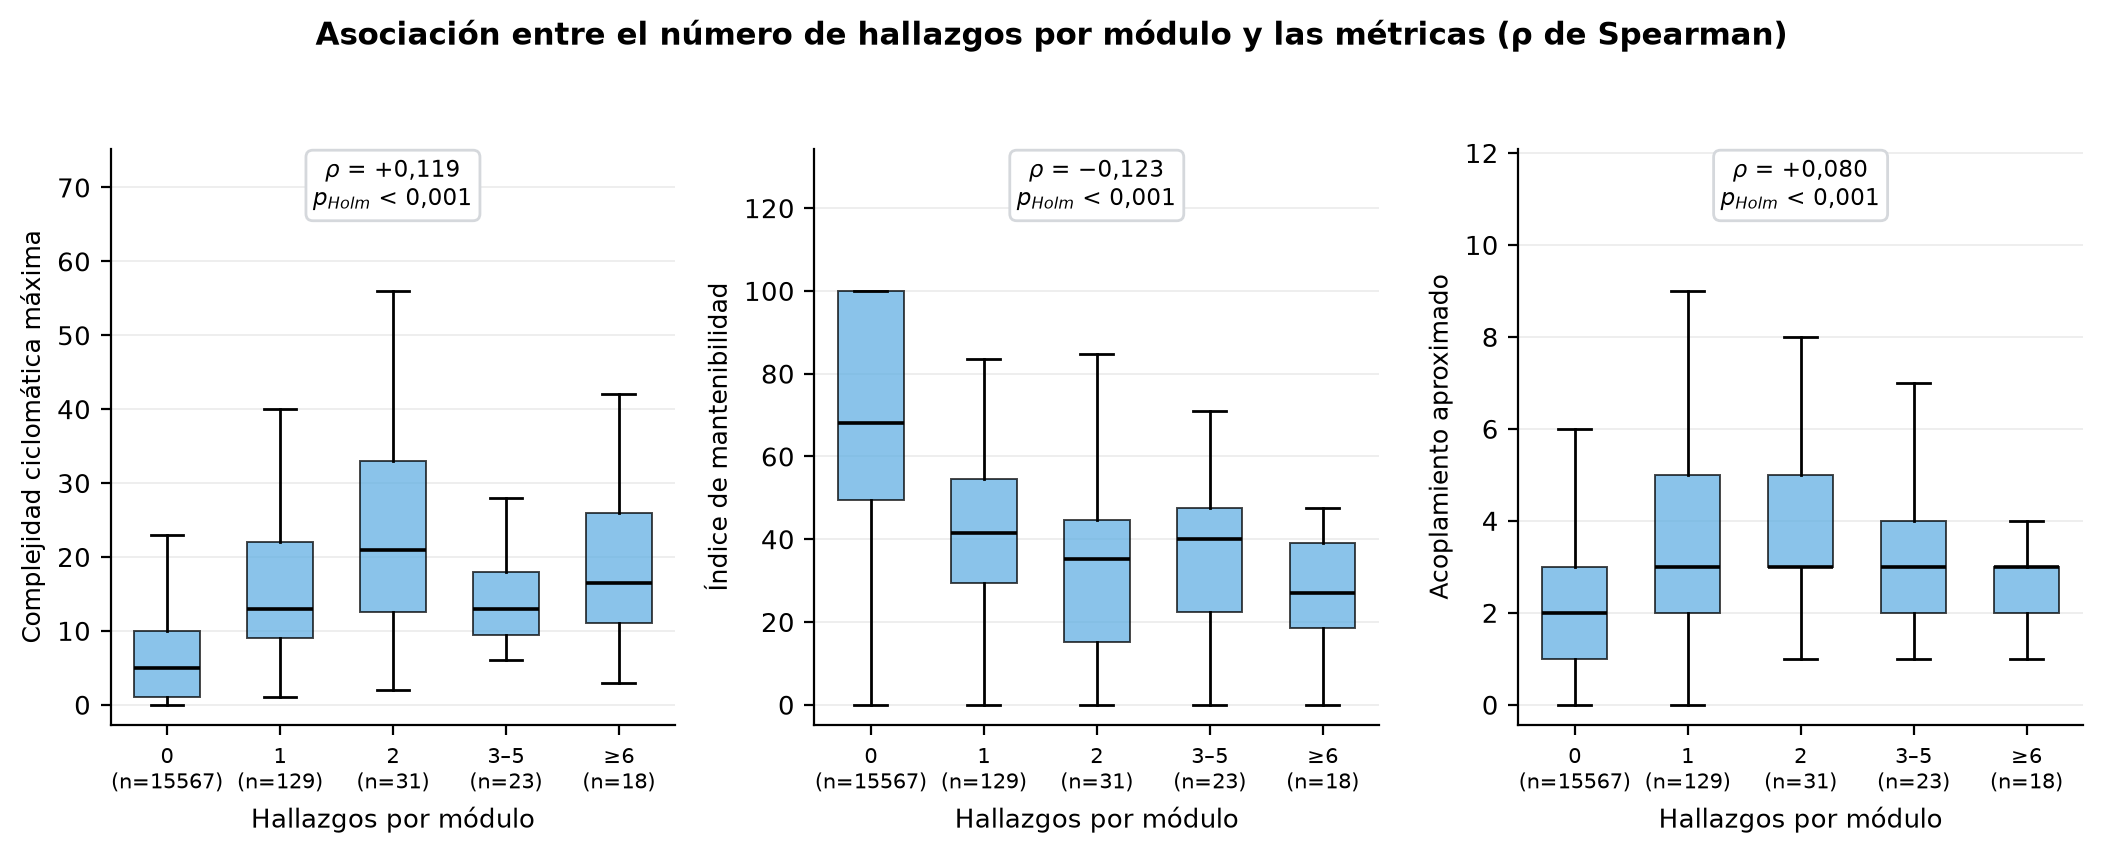 Asociación entre el número de hallazgos por módulo y las métricas (ρ de Spearman)
Complejidad ciclomática máxima
70
60
50
40
30
20
10
0
ρ = +0,119
pHolm < 0,001
0
(n=15567)
1
(n=129)
2
(n=31)
3–5
(n=23)
≥6
(n=18)
Hallazgos por módulo
Índice de mantenibilidad
120
100
80
60
40
20
0
ρ = −0,123
pHolm < 0,001
0
(n=15567)
1
(n=129)
2
(n=31)
3–5
(n=23)
≥6
(n=18)
Hallazgos por módulo
Acoplamiento aproximado
12
10
8
6
4
2
0
ρ = +0,080
pHolm < 0,001
0
(n=15567)
1
(n=129)
2
(n=31)
3–5
(n=23)
≥6
(n=18)
Hallazgos por módulo